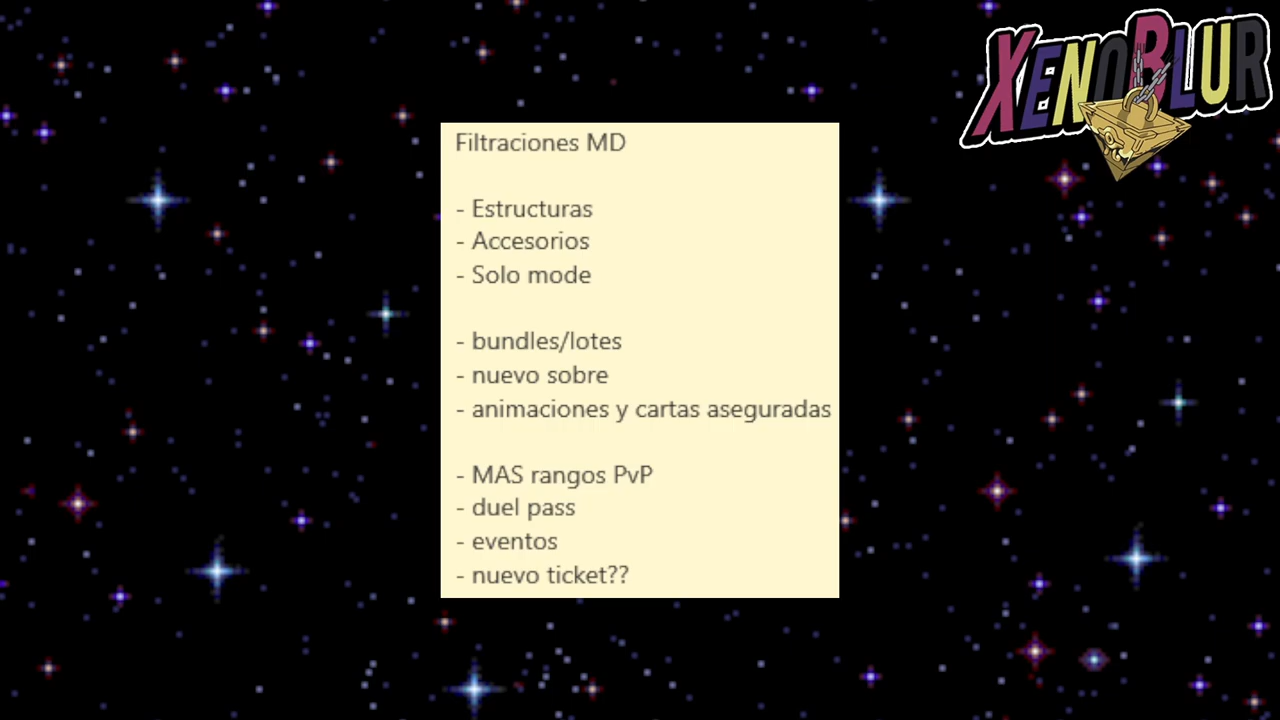 XENOBLUR
Filtraciones MD
- Estructuras
- Accesorios
- Solo mode
- bundles/lotes
- nuevo sobre
- animaciones y cartas aseguradas
- MAS rangos PvP
- duel pass
- eventos
- nuevo ticket??